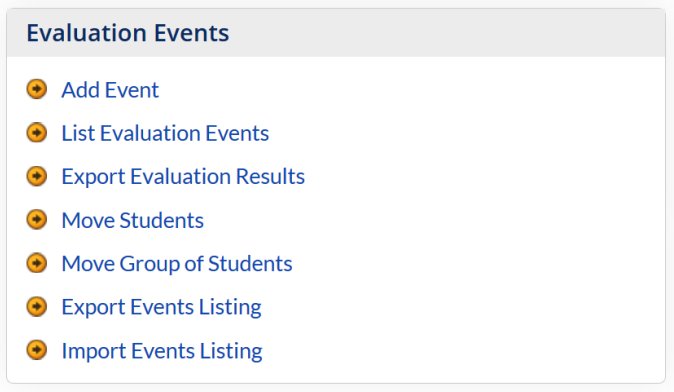 Evaluation Events
Add Event
List Evaluation Events
Export Evaluation Results
Move Students
Move Group of Students
Export Events Listing
Import Events Listing